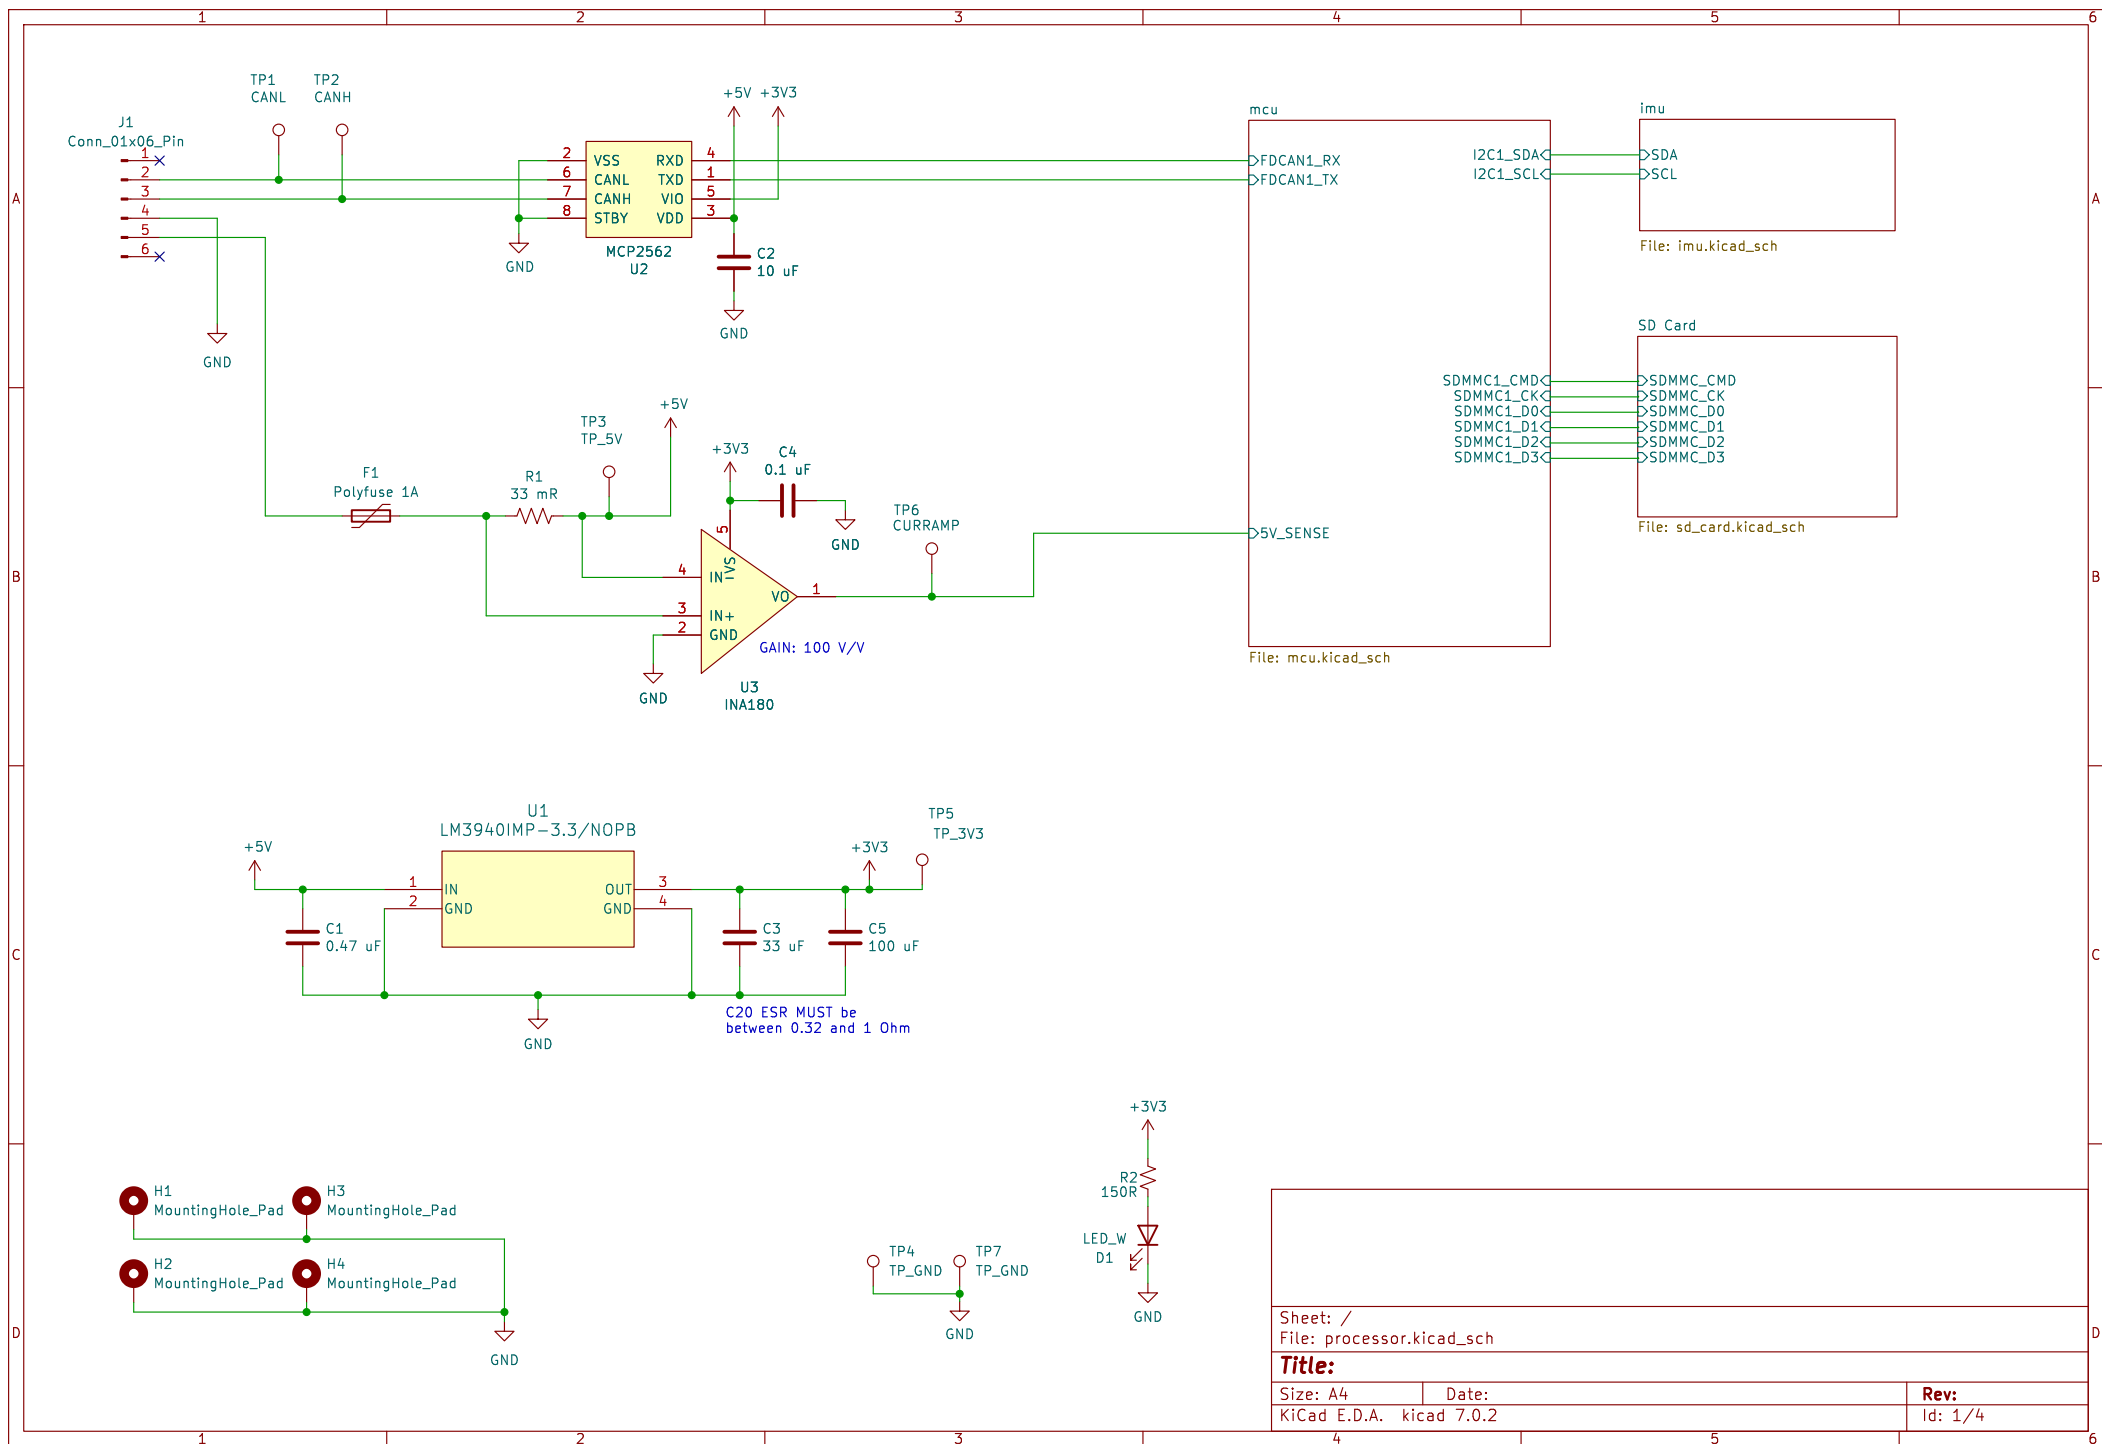 1 2 3 4 5 6
A
B
C
D
A
B
C
D
1 2 3 4 5 6
TP1
CANL
TP2
CANH
J1
Conn_01x06_Pin
1
2
3
4
5
6
GND
+5V +3V3
2 VSS RXD 4
6 CANL TXD 1
7 CANH VIO 5
8 STBY VDD 3
MCP2562
U2
GND
C2
10 uF
GND
mcu
FDCAN1_RX
FDCAN1_TX
I2C1_SDA
I2C1_SCL
SDMMC1_CMD
SDMMC1_CK
SDMMC1_D0
SDMMC1_D1
SDMMC1_D2
SDMMC1_D3
5V_SENSE
File: mcu.kicad_sch
imu
SDA
SCL
File: imu.kicad_sch
SD Card
SDMMC_CMD
SDMMC_CK
SDMMC_D0
SDMMC_D1
SDMMC_D2
SDMMC_D3
File: sd_card.kicad_sch
F1
Polyfuse 1A
R1
33 mR
TP3
TP_5V
+5V
+3V3
C4
0.1 uF
GND
5
VS
4 IN-
3 IN+
2 GND
VO 1
GAIN: 100 V/V
GND
U3
INA180
TP6
CURRAMP
U1
LM3940IMP-3.3/NOPB
+5V
1 IN OUT 3
2 GND GND 4
C1
0.47 uF
C3
33 uF
C5
100 uF
+3V3
TP5
TP_3V3
GND
C20 ESR MUST be
between 0.32 and 1 Ohm
H1
MountingHole_Pad
H3
MountingHole_Pad
H2
MountingHole_Pad
H4
MountingHole_Pad
GND
TP4
TP_GND
TP7
TP_GND
GND
+3V3
R2
150R
LED_W
D1
GND
Sheet: /
File: processor.kicad_sch
Title:
Size: A4 Date: Rev:
KiCad E.D.A. kicad 7.0.2 Id: 1/4